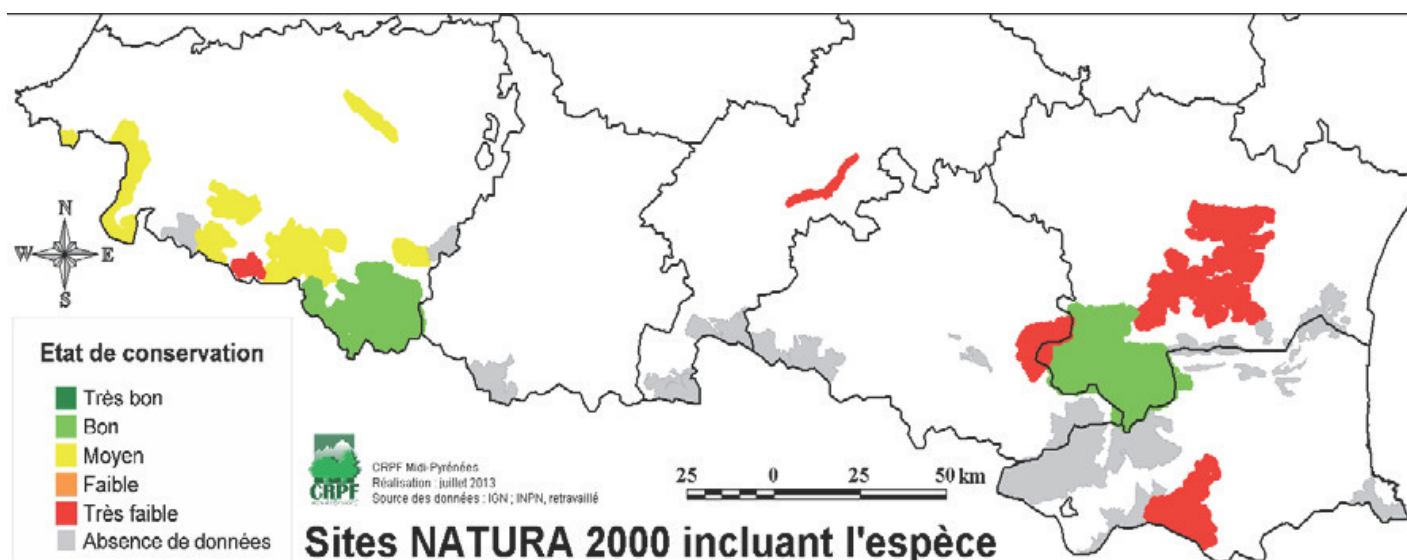 N
W E
S
Etat de conservation
Très bon
Bon
Moyen
Faible
Très faible
Absence de données
CRPF
CRPF Midi-Pyrénées
Réalisation : juillet 2013
Source des données : IGN ; INPN, retravaillé
25 0 25 50 km
Sites NATURA 2000 incluant l'espèce